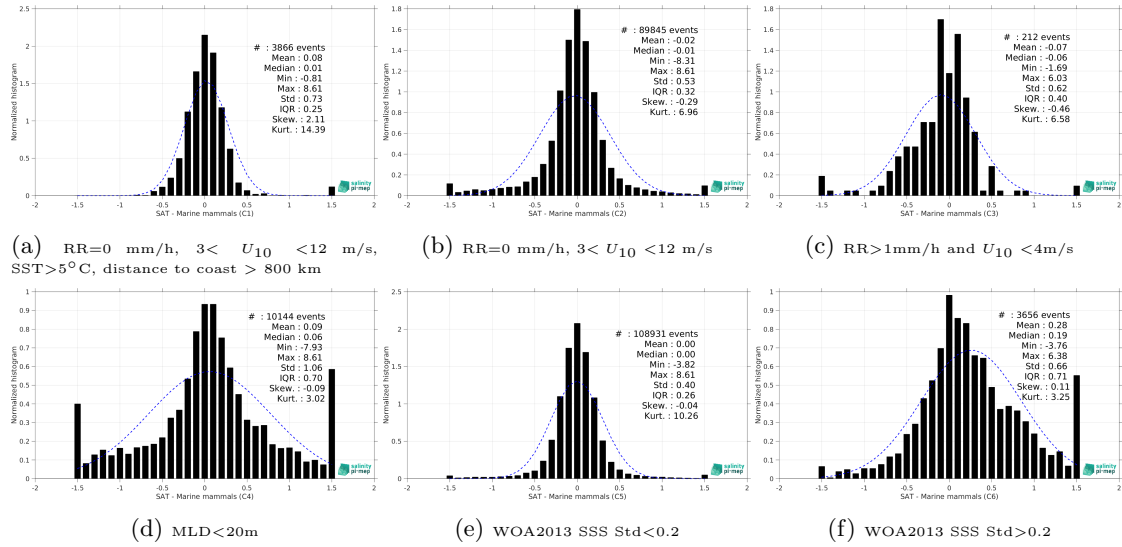 Normalized histogram
2.5
2
1.5
1
0.5
0
-2 -1.5 -1 -0.5 0 0.5 1 1.5 2
# : 3866 events
Mean : 0.08
Median : 0.01
Min : -0.81
Max : 8.61
Std : 0.73
IQR : 0.25
Skew. : 2.11
Kurt. : 14.39
salinity
pi-mep
SAT - Marine mammals (C1)
(a) RR=0 mm/h, 3< U10 <12 m/s,
SST>5°C, distance to coast > 800 km
Normalized histogram
1.8
1.6
1.4
1.2
1
0.8
0.6
0.4
0.2
0
-2 -1.5 -1 -0.5 0 0.5 1 1.5 2
# : 89845 events
Mean : -0.02
Median : -0.01
Min : -8.31
Max : 8.61
Std : 0.53
IQR : 0.32
Skew. : -0.29
Kurt. : 6.96
salinity
pi-mep
SAT - Marine mammals (C2)
(b) RR=0 mm/h, 3< U10 <12 m/s
Normalized histogram
1.8
1.6
1.4
1.2
1
0.8
0.6
0.4
0.2
0
-2 -1.5 -1 -0.5 0 0.5 1 1.5 2
# : 212 events
Mean : -0.07
Median : -0.06
Min : -1.69
Max : 6.03
Std : 0.62
IQR : 0.40
Skew. : -0.46
Kurt. : 6.58
salinity
pi-mep
SAT - Marine mammals (C3)
(c) RR>1mm/h and U10 <4m/s
Normalized histogram
1
0.9
0.8
0.7
0.6
0.5
0.4
0.3
0.2
0.1
0
-2 -1.5 -1 -0.5 0 0.5 1 1.5 2
# : 10144 events
Mean : 0.09
Median : 0.06
Min : -7.93
Max : 8.61
Std : 1.06
IQR : 0.70
Skew. : -0.09
Kurt. : 3.02
salinity
pi-mep
SAT - Marine mammals (C4)
(d) MLD<20m
Normalized histogram
2.5
2
1.5
1
0.5
0
-2 -1.5 -1 -0.5 0 0.5 1 1.5 2
# : 108931 events
Mean : 0.00
Median : 0.00
Min : -3.82
Max : 8.61
Std : 0.40
IQR : 0.26
Skew. : -0.04
Kurt. : 10.26
salinity
pi-mep
SAT - Marine mammals (C5)
(e) WOA2013 SSS Std<0.2
Normalized histogram
1
0.9
0.8
0.7
0.6
0.5
0.4
0.3
0.2
0.1
0
-2 -1.5 -1 -0.5 0 0.5 1 1.5 2
# : 3656 events
Mean : 0.28
Median : 0.19
Min : -3.76
Max : 6.38
Std : 0.66
IQR : 0.71
Skew. : 0.11
Kurt. : 3.25
salinity
pi-mep
SAT - Marine mammals (C6)
(f) WOA2013 SSS Std>0.2